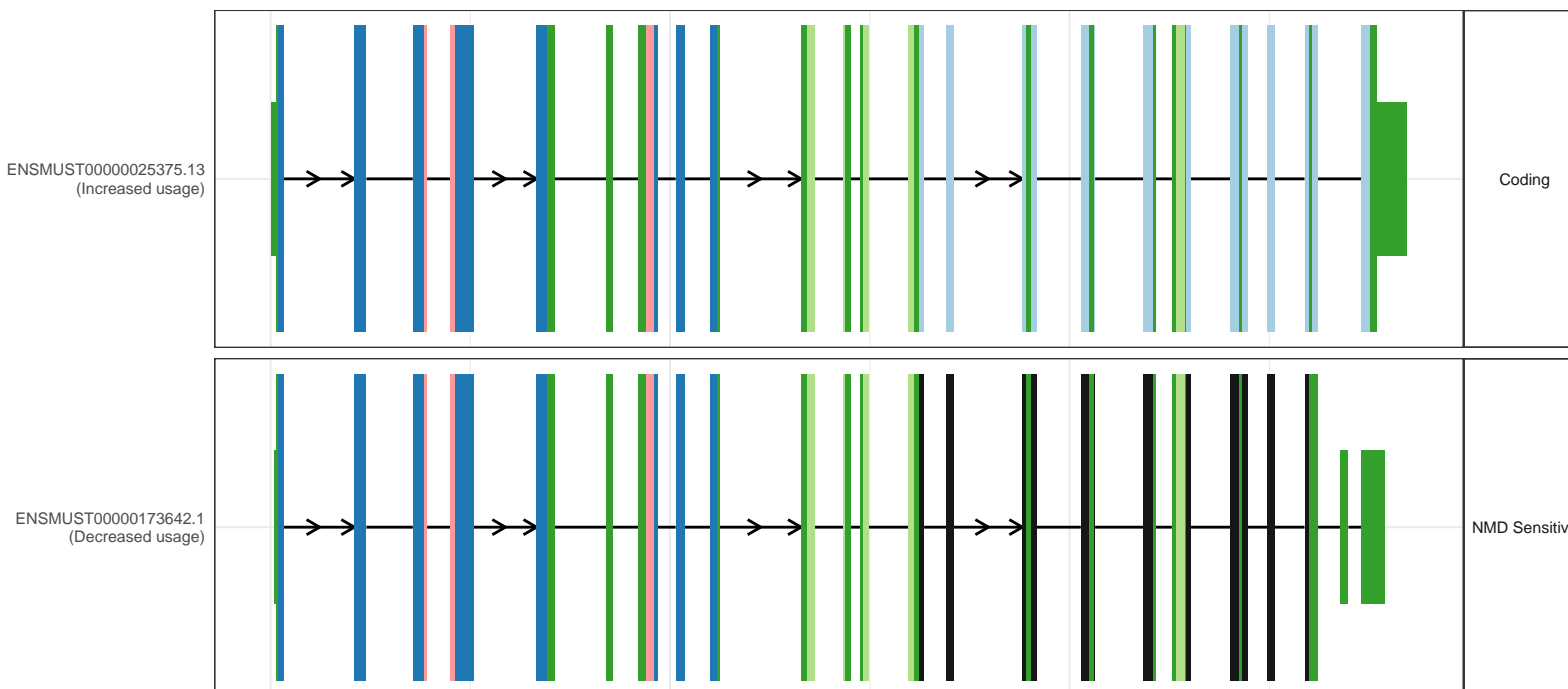 ENSMUST00000025375.13
(Increased usage)
Coding
ENSMUST00000173642.1
(Decreased usage)
NMD Sensitiv